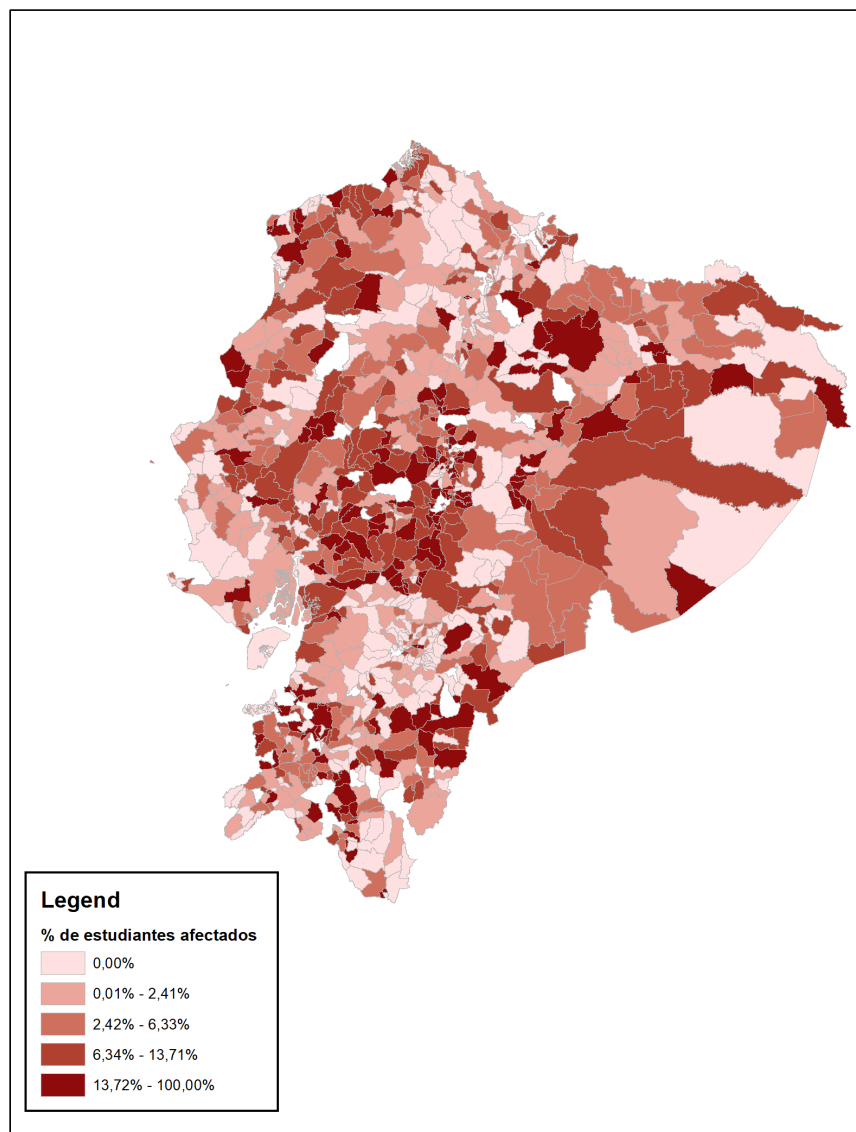 Legend
% de estudiantes afectados
0,00%
0,01% - 2,41%
2,42% - 6,33%
6,34% - 13,71%
13,72% - 100,00%